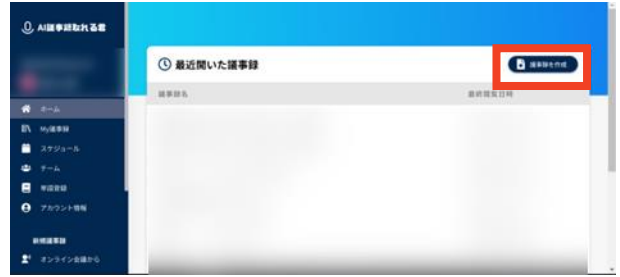 AI議事録取れる君
最近開いた議事録
議事録を作成
議事録名
最終閲覧日時
ホーム
My議事録
スケジュール
チーム
単語登録
アカウント情報
新規議事録
オンライン会議から